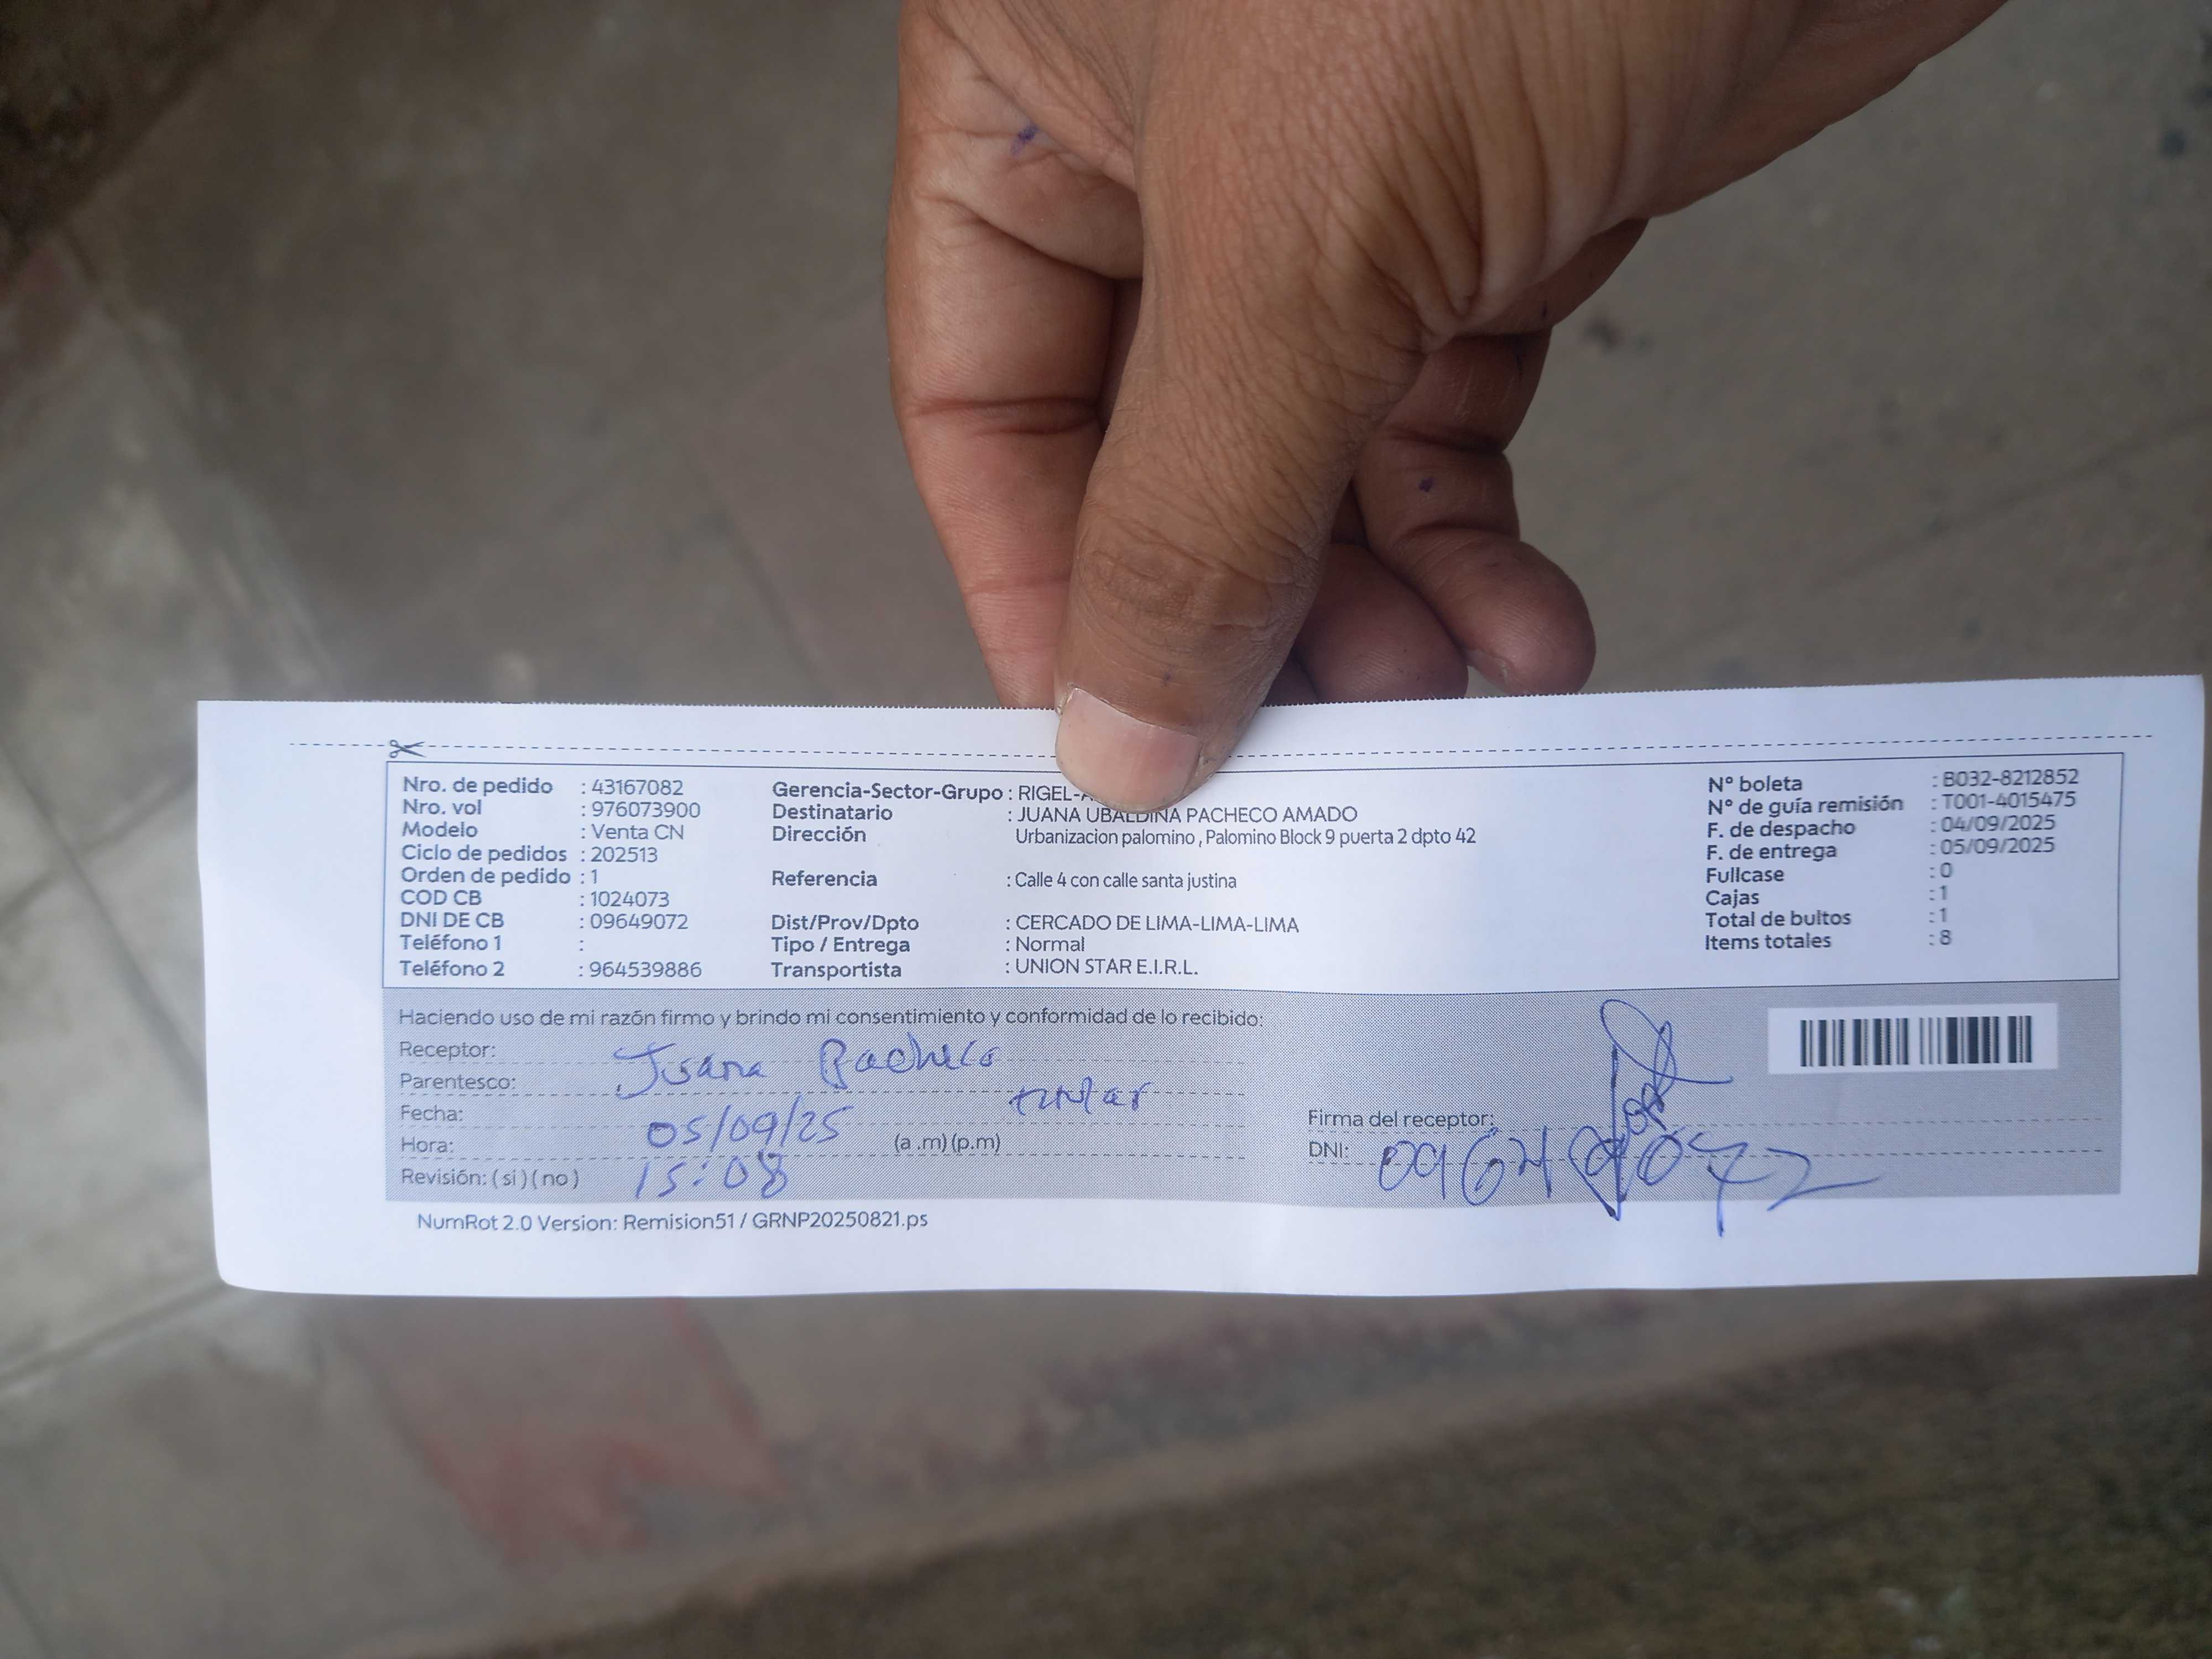 Nro. de pedido : 43167082
Nro. vol : 976073900
Modelo : Venta CN
Ciclo de pedidos : 202513
Orden de pedido : 1
COD CB : 1024073
DNI DE CB : 09649072
Teléfono 1 :
Teléfono 2 : 964539886
Gerencia-Sector-Grupo : RIGEL-
Destinatario : JUANA UBALDINA PACHECO AMADO
Dirección Urbanizacion palomino , Palomino Block 9 puerta 2 dpto 42
Referencia : Calle 4 con calle santa justina
Dist/Prov/Dpto : CERCADO DE LIMA-LIMA-LIMA
Tipo / Entrega : Normal
Transportista : UNION STAR E.I.R.L.
N° boleta : B032-8212852
N° de guía remisión : T001-4015475
F. de despacho : 04/09/2025
F. de entrega : 05/09/2025
Fullcase : 0
Cajas : 1
Total de bultos : 1
Items totales : 8
Haciendo uso de mi razón firmo y brindo mi consentimiento y conformidad de lo recibido:
Receptor: Juana Pacheco
Parentesco:
Fecha: 05/09/25
Hora: 15:08 (a .m) (p.m)
Revisión: ( si ) ( no )
Firma del receptor:
DNI: 09649072
NumRot 2.0 Version: Remision51 / GRNP20250821.ps